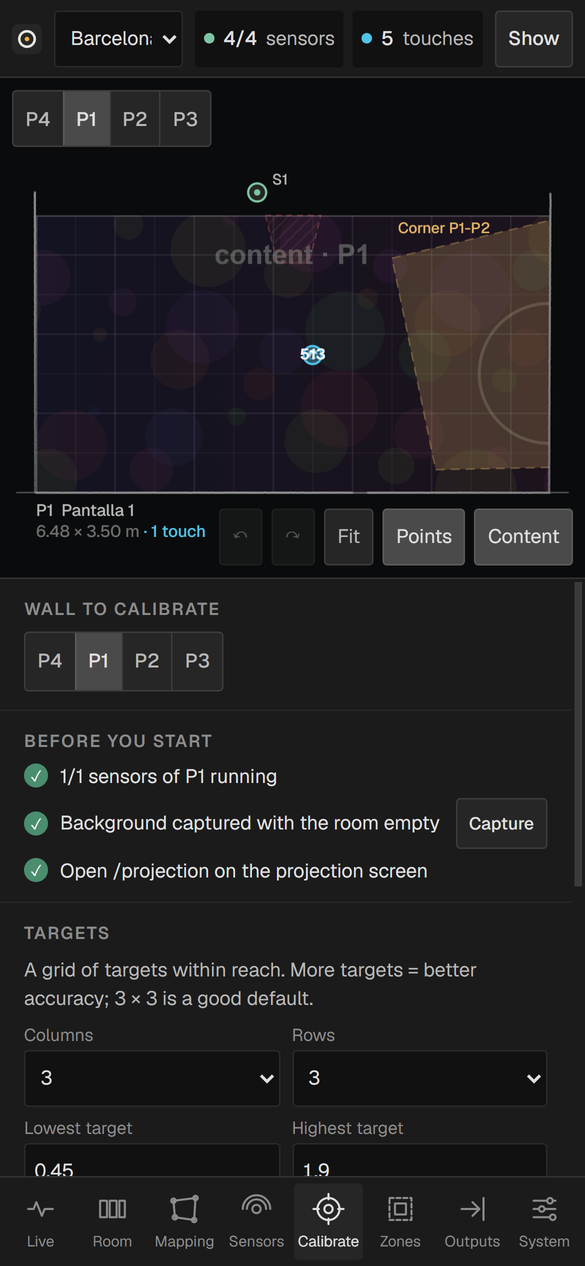 Barcelona 4/4 sensors 5 touches Show
P4 P1 P2 P3
S1
Corner P1-P2
content · P1
513
P1 Pantalla 1
6.48 × 3.50 m · 1 touch
Fit Points Content
WALL TO CALIBRATE
P4 P1 P2 P3
BEFORE YOU START
1/1 sensors of P1 running
Background captured with the room empty Capture
Open /projection on the projection screen
TARGETS
A grid of targets within reach. More targets = better
accuracy; 3 × 3 is a good default.
Columns Rows
3 3
Lowest target Highest target
0.45 1.9
Live Room Mapping Sensors Calibrate Zones Outputs System